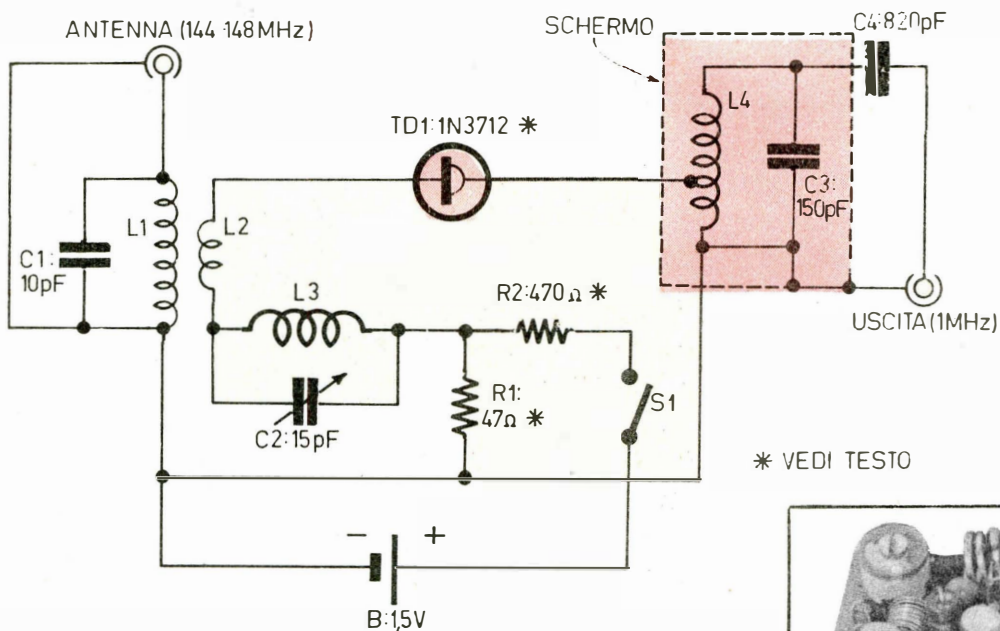 ANTENNA (144-148MHz)
SCHERMO
C4:820pF
L4
TD1:1N3712 *
C3:
150pF
L1
L2
C1:
10pF
L3
R2:470Ω *
USCITA (1MHz)
C2:15pF
R1:
47Ω *
S1
* VEDI TESTO
- +
B:1,5V